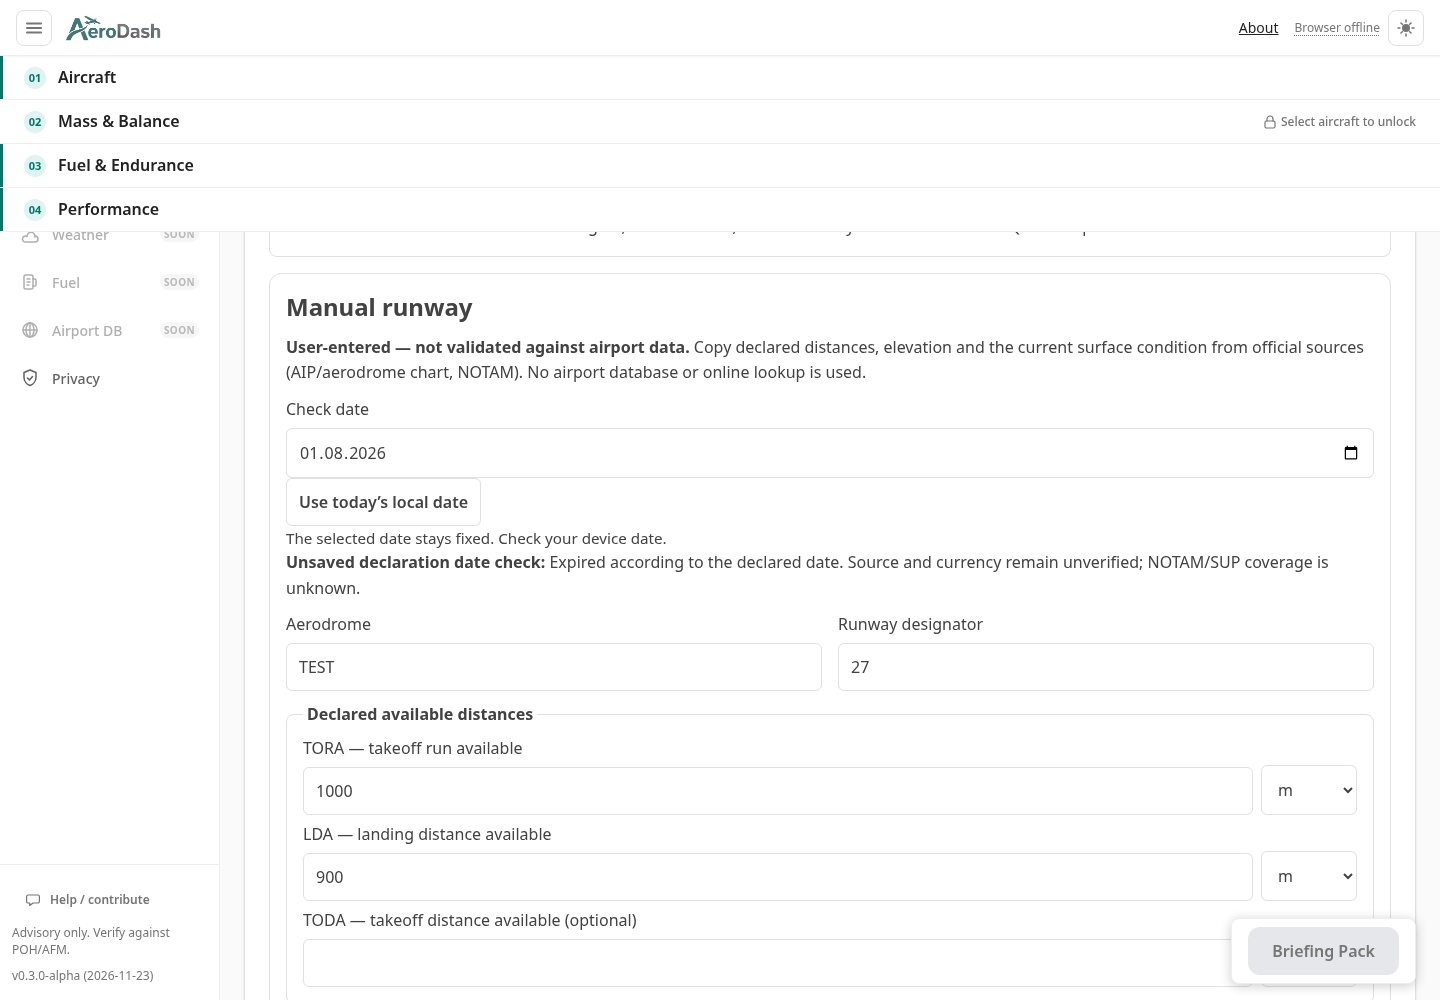 AeroDash
About
Browser offline
01 Aircraft
02 Mass & Balance
Select aircraft to unlock
03 Fuel & Endurance
04 Performance
Weather SOON
Fuel SOON
Airport DB SOON
Privacy
Help / contribute
Advisory only. Verify against
POH/AFM.
v0.3.0-alpha (2026-11-23)
Manual runway
User-entered — not validated against airport data. Copy declared distances, elevation and the current surface condition from official sources
(AIP/aerodrome chart, NOTAM). No airport database or online lookup is used.
Check date
01.08.2026
Use today’s local date
The selected date stays fixed. Check your device date.
Unsaved declaration date check: Expired according to the declared date. Source and currency remain unverified; NOTAM/SUP coverage is
unknown.
Aerodrome
TEST
Runway designator
27
Declared available distances
TORA — takeoff run available
1000
m
LDA — landing distance available
900
m
TODA — takeoff distance available (optional)
Briefing Pack